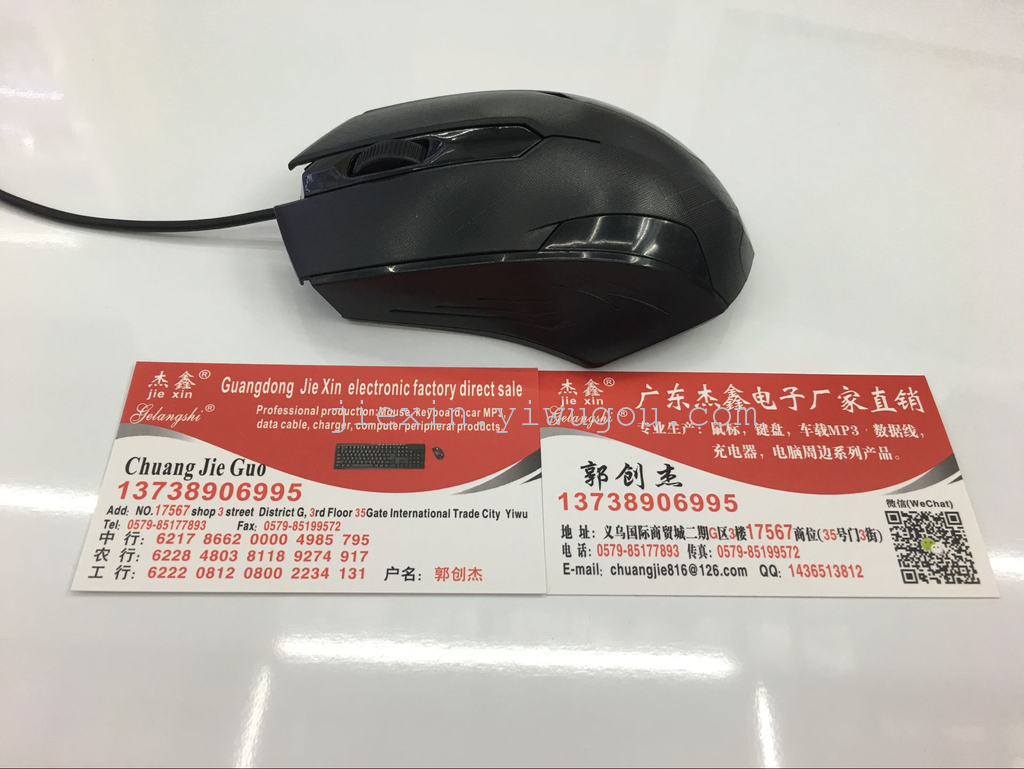 杰鑫®
jie xin
Gelangshi®
Guangdong Jie Xin electronic factory direct sale
Professional production:Mouse, keyboard, car MP3
data cable, charger, computer peripheral products.
Chuang Jie Guo
13738906995
Add: NO.17567 shop 3 street District G, 3rd Floor 35Gate International Trade City Yiwu
Tel: 0579-85177893 Fax: 0579-85199572
中行: 6217 8662 0000 4985 795
农行: 6228 4803 8118 9274 917
工行: 6222 0812 0800 2234 131 户名: 郭创杰
杰鑫®
jie xin
Gelangshi®
广东杰鑫电子厂家直销
专业生产:鼠标,键盘,车载MP3·数据线,
充电器,电脑周边系列产品。
郭创杰
13738906995
微信(WeChat)
地址:义乌国际商贸城二期G区3楼17567商位(35号门3街)
电话:0579-85177893 传真:0579-85199572
E-mail: chuangjie816@126.com QQ: 1436513812
jiexin.yiwugou.com